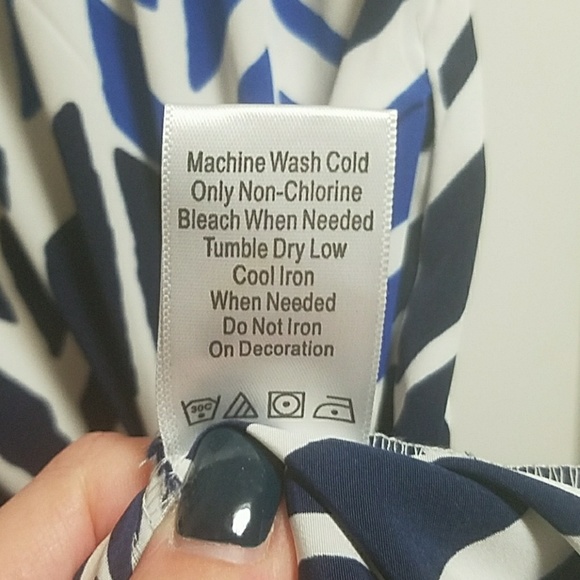 Machine Wash Cold
Only Non-Chlorine
Bleach When Needed
Tumble Dry Low
Cool Iron
When Needed
Do Not Iron
On Decoration
30C